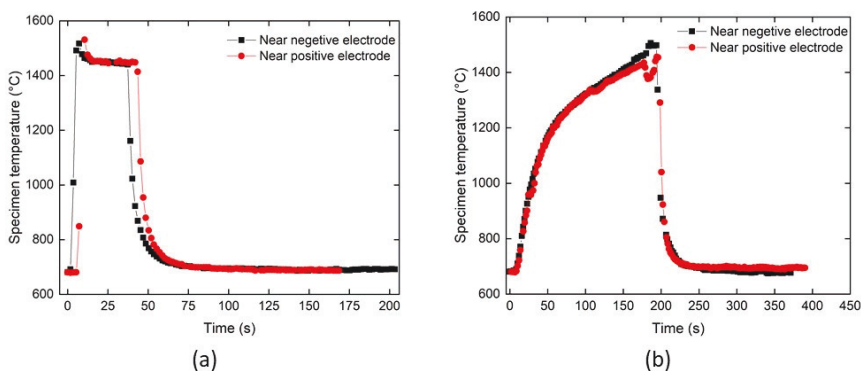 1600
1400
1200
1000
800
600
0 25 50 75 100 125 150 175 200
Specimen temperature (°C)
Time (s)
Near negetive electrode
Near positive electrode
(a)
1600
1400
1200
1000
800
600
-50 0 50 100 150 200 250 300 350 400 450
Specimen temperature (°C)
Time (s)
Near negetive electrode
Near positive electrode
(b)